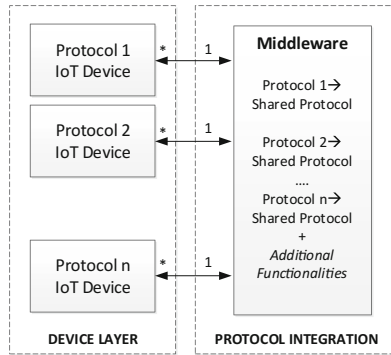 Protocol 1
IoT Device
* 1
Protocol 2
IoT Device
* 1
Protocol n
IoT Device
* 1
DEVICE LAYER
Middleware
Protocol 1→
Shared Protocol
Protocol 2→
Shared Protocol
....
Protocol n→
Shared Protocol
+
Additional
Functionalities
PROTOCOL INTEGRATION